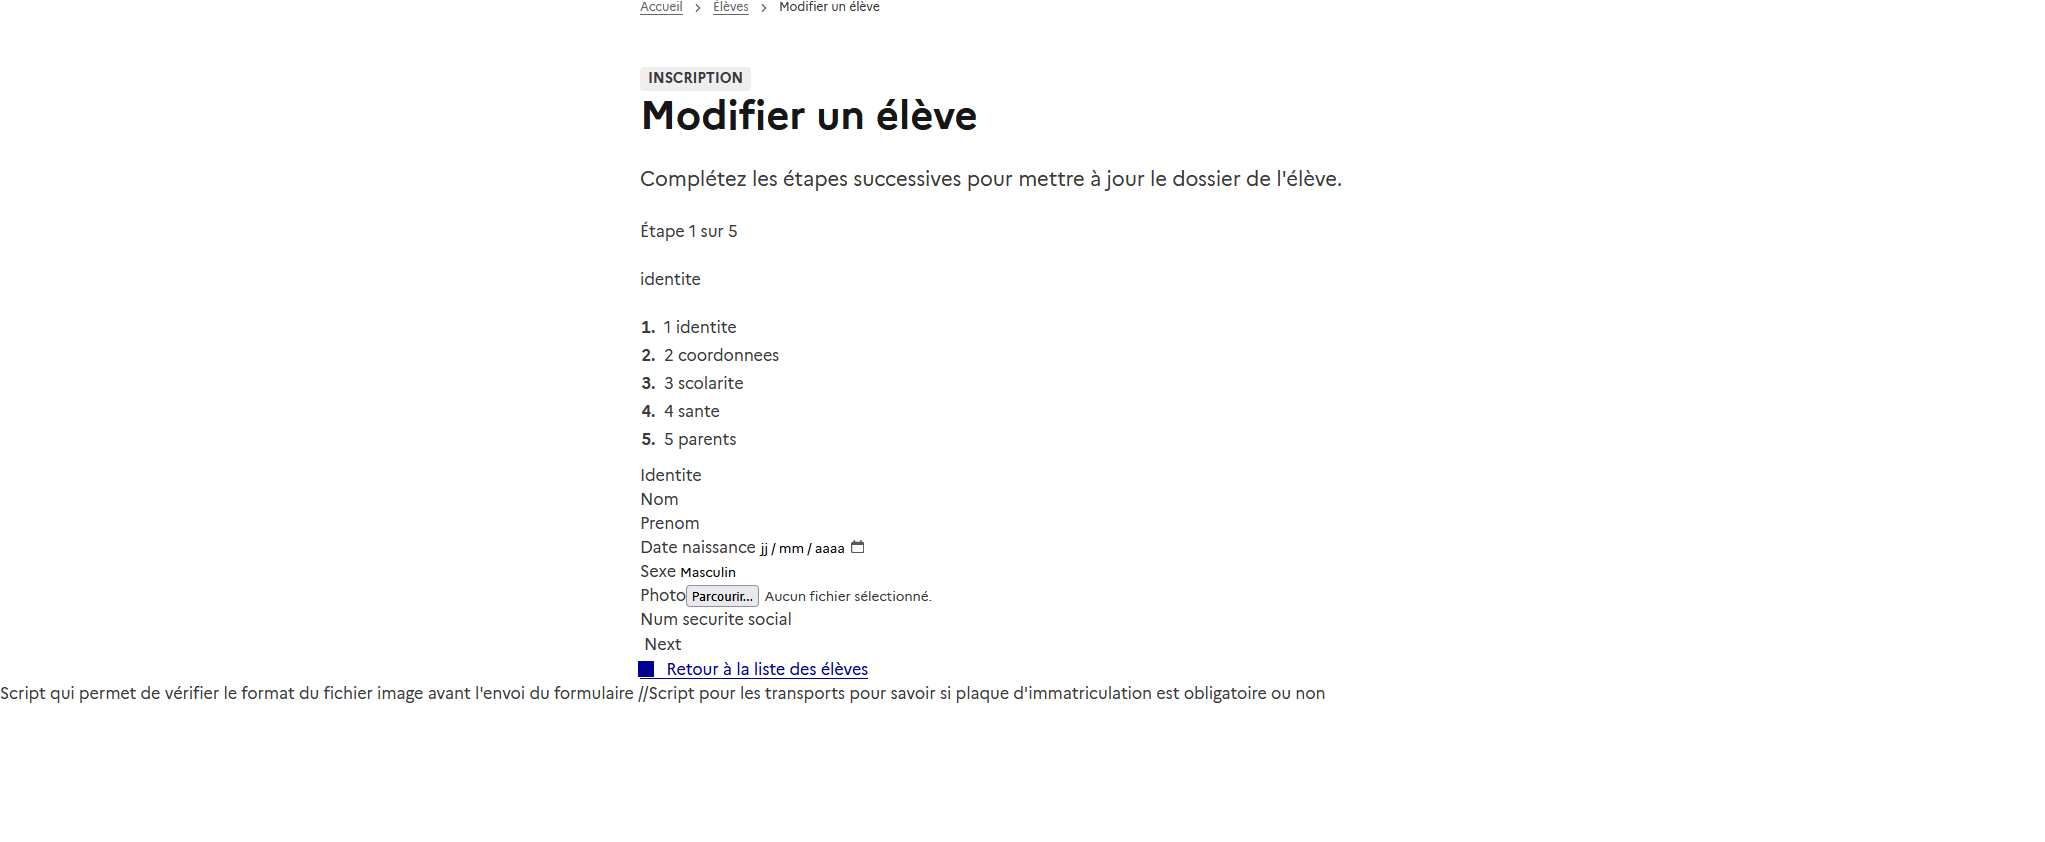 Accueil > Élèves > Modifier un élève
INSCRIPTION
Modifier un élève
Complétez les étapes successives pour mettre à jour le dossier de l'élève.
Étape 1 sur 5
identite
1. 1 identite
2. 2 coordonnees
3. 3 scolarite
4. 4 sante
5. 5 parents
Identite
Nom
Prenom
Date naissance jj / mm / aaaa
Sexe Masculin
Photo Parcourir... Aucun fichier sélectionné.
Num securite social
Next
Retour à la liste des élèves
Script qui permet de vérifier le format du fichier image avant l'envoi du formulaire //Script pour les transports pour savoir si plaque d'immatriculation est obligatoire ou non